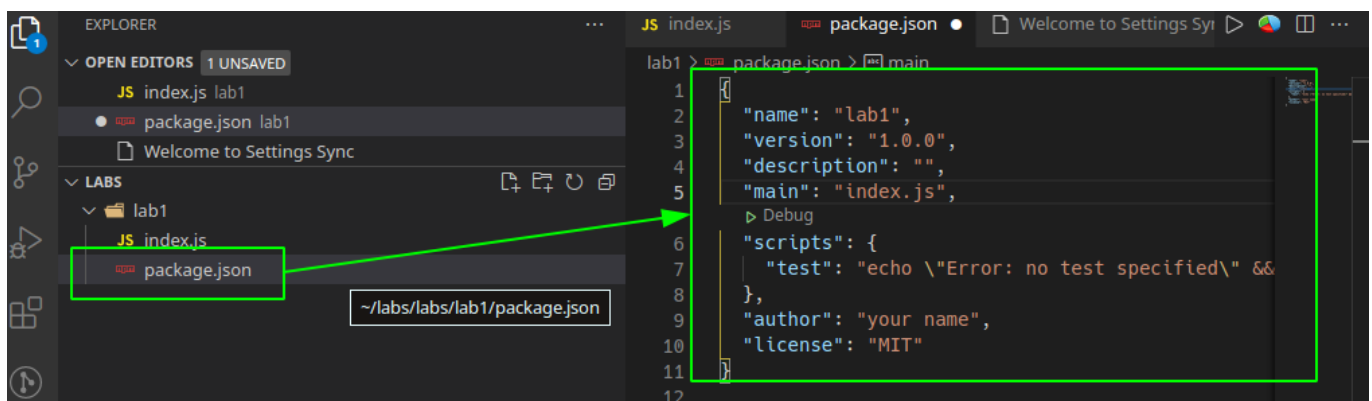 EXPLORER
OPEN EDITORS 1 UNSAVED
JS index.js lab1
package.json lab1
Welcome to Settings Sync
LABS
lab1
JS index.js
package.json
~/labs/labs/lab1/package.json
1
JS index.js package.json Welcome to Settings Syr
lab1 > package.json > abc main
1 {
2 "name": "lab1",
3 "version": "1.0.0",
4 "description": "",
5 "main": "index.js",
Debug
6 "scripts": {
7 "test": "echo \"Error: no test specified\" &&
8 },
9 "author": "your name",
10 "license": "MIT"
11 }
12